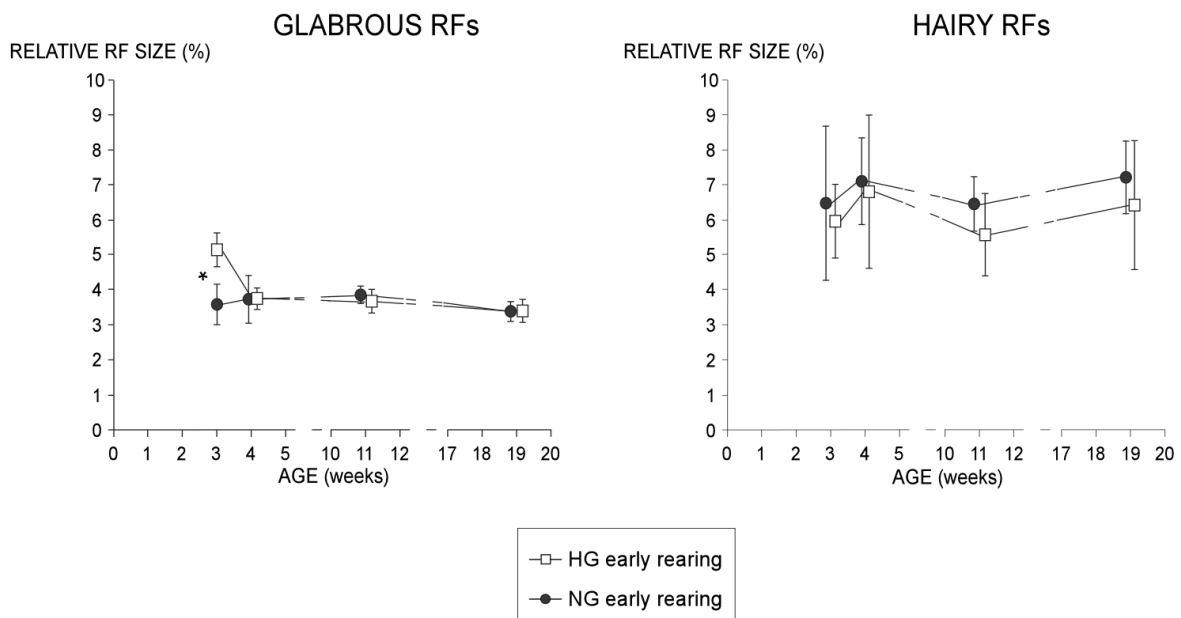 GLABROUS RFs
RELATIVE RF SIZE (%)
10
9
8
7
6
5
4
3
2
1
0
*
0 1 2 3 4 5 10 11 12 17 18 19 20
AGE (weeks)
HAIRY RFs
RELATIVE RF SIZE (%)
10
9
8
7
6
5
4
3
2
1
0
0 1 2 3 4 5 10 11 12 17 18 19 20
AGE (weeks)
HG early rearing
NG early rearing